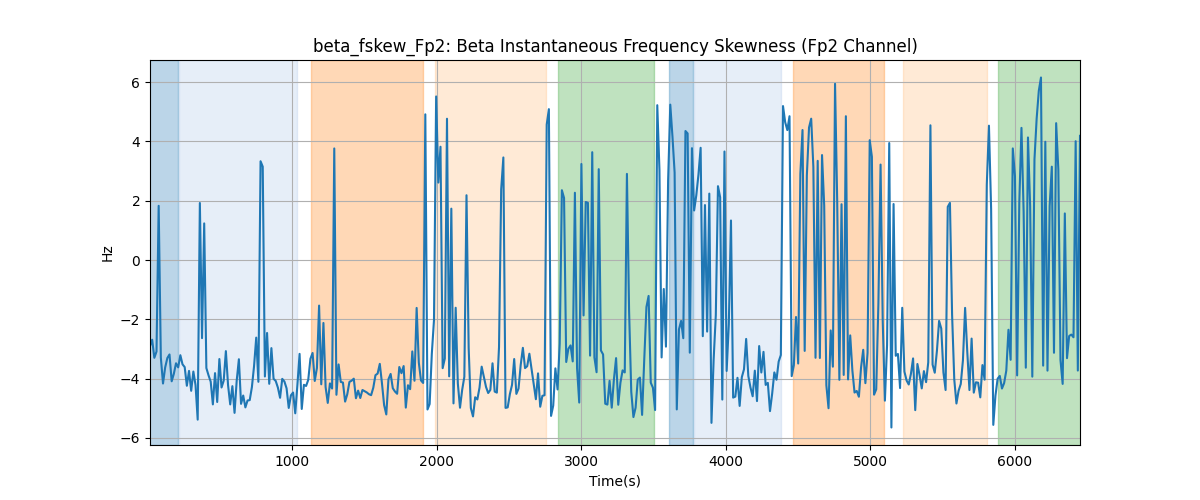 beta_fskew_Fp2: Beta Instantaneous Frequency Skewness (Fp2 Channel)
6
4
2
0
−2
−4
−6
Hz
1000 2000 3000 4000 5000 6000
Time(s)